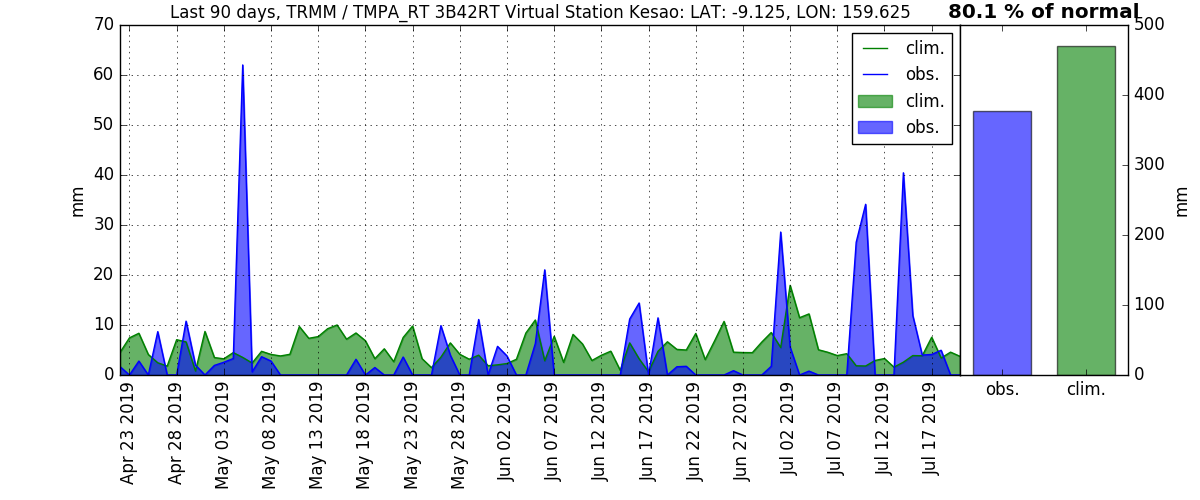 Last 90 days, TRMM / TMPA_RT 3B42RT Virtual Station Kesao: LAT: -9.125, LON: 159.625
80.1 % of normal
70
60
50
40
30
20
10
0
mm
clim.
obs.
clim.
obs.
Apr 23 2019
Apr 28 2019
May 03 2019
May 08 2019
May 13 2019
May 18 2019
May 23 2019
May 28 2019
Jun 02 2019
Jun 07 2019
Jun 12 2019
Jun 17 2019
Jun 22 2019
Jun 27 2019
Jul 02 2019
Jul 07 2019
Jul 12 2019
Jul 17 2019
500
400
300
200
100
0
mm
obs.
clim.